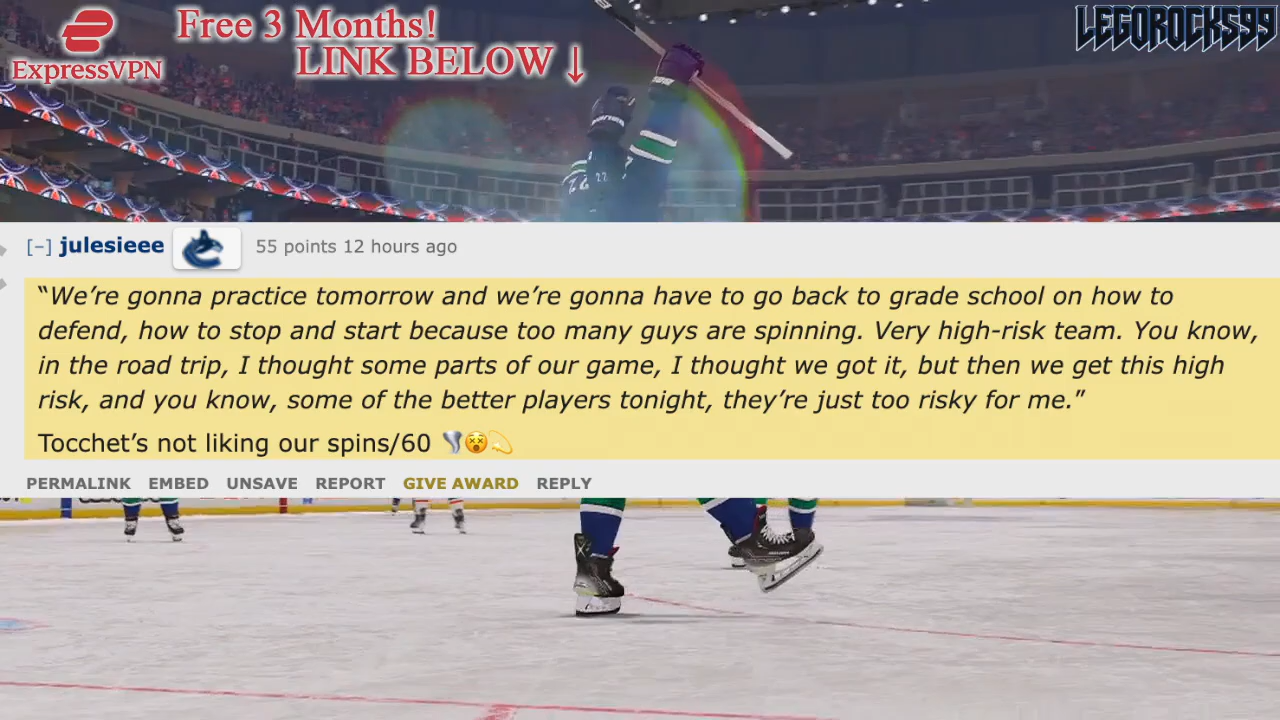 Free 3 Months!
LINK BELOW ↓
ExpressVPN
LEGOROCKS99
22
[−] julesieee 55 points 12 hours ago
“We’re gonna practice tomorrow and we’re gonna have to go back to grade school on how to
defend, how to stop and start because too many guys are spinning. Very high-risk team. You know,
in the road trip, I thought some parts of our game, I thought we got it, but then we get this high
risk, and you know, some of the better players tonight, they’re just too risky for me.”
Tocchet’s not liking our spins/60 🌪️😵💫
PERMALINK EMBED UNSAVE REPORT GIVE AWARD REPLY